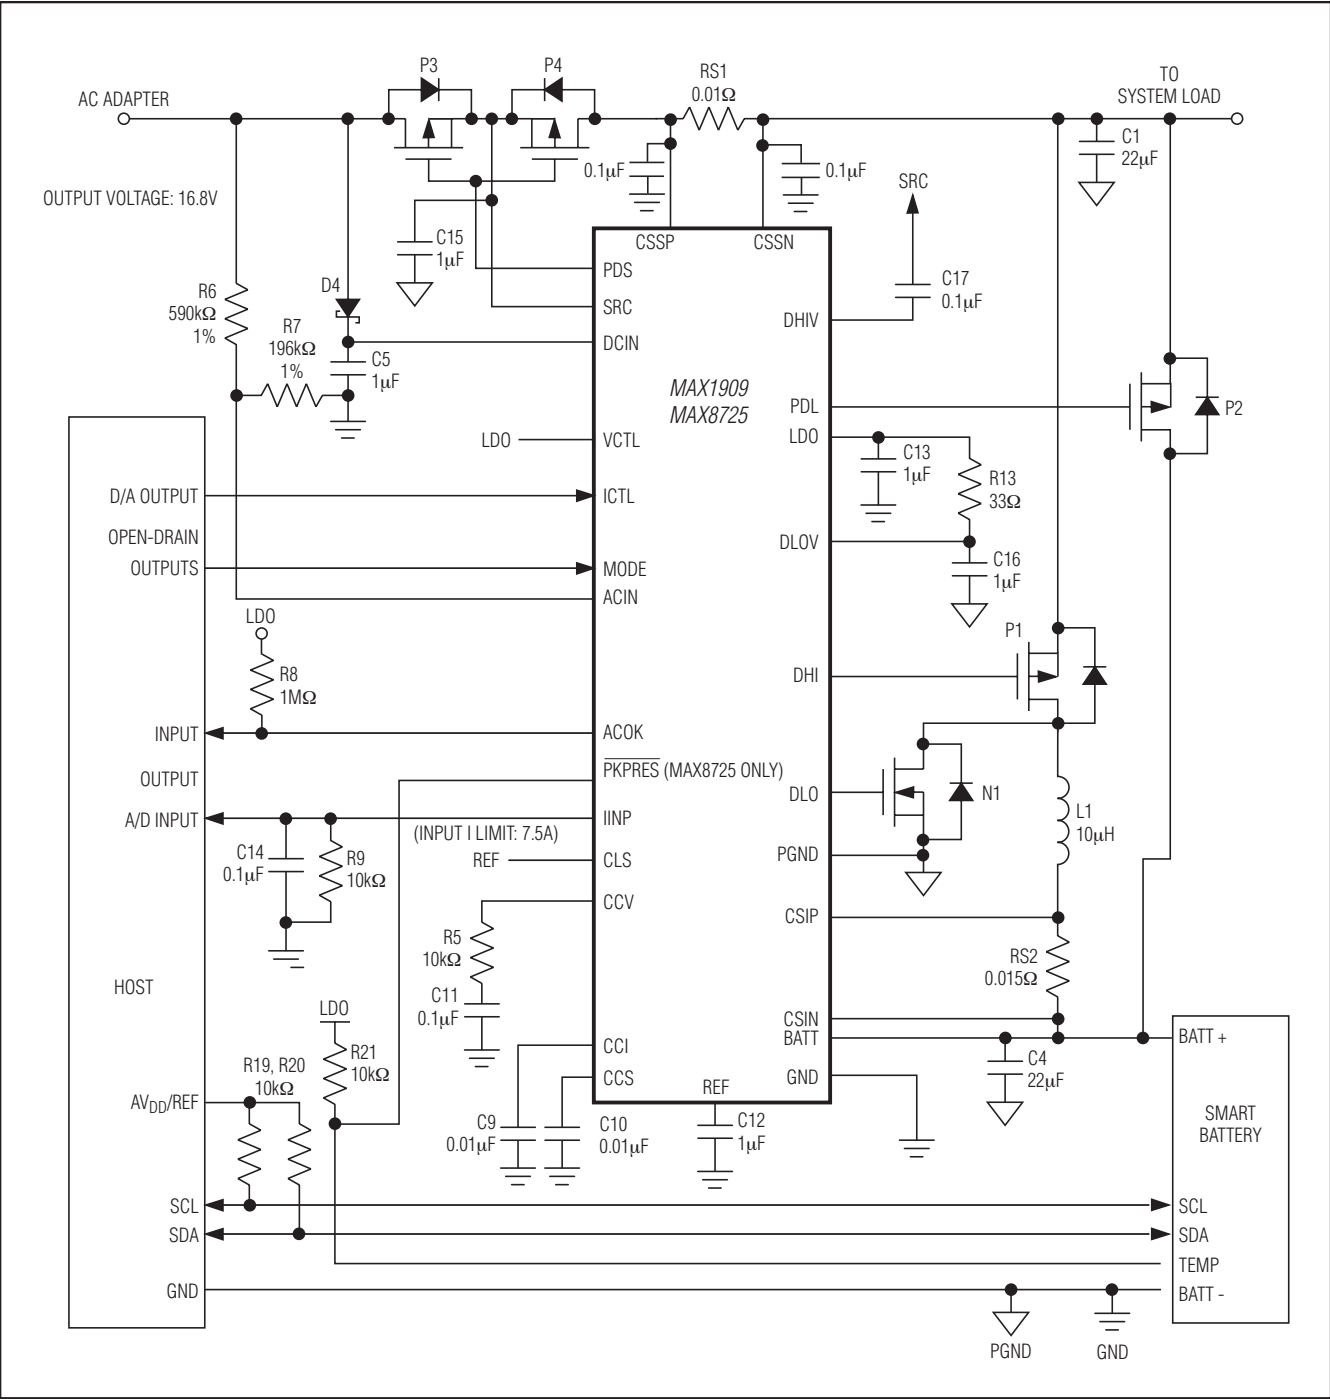 AC ADAPTER
P3
P4
RS1
0.01Ω
TO
SYSTEM LOAD
C1
22µF
0.1µF
0.1µF
SRC
OUTPUT VOLTAGE: 16.8V
C15
1µF
CSSP
CSSN
C17
0.1µF
PDS
SRC
DCIN
DHIV
R6
590kΩ
1%
D4
R7
196kΩ
1%
C5
1µF
MAX1909
MAX8725
PDL
P2
LDO
VCTL
LDO
C13
1µF
R13
33Ω
D/A OUTPUT
ICTL
OPEN-DRAIN
OUTPUTS
MODE
DLOV
C16
1µF
ACIN
LDO
R8
1MΩ
P1
DHI
INPUT
ACOK
OUTPUT
PKPRES (MAX8725 ONLY)
DLO
N1
L1
10µH
A/D INPUT
IINP
(INPUT I LIMIT: 7.5A)
C14
0.1µF
R9
10kΩ
REF
CLS
PGND
CCV
CSIP
R5
10kΩ
C11
0.1µF
RS2
0.015Ω
HOST
LDO
CSIN
BATT
BATT +
R21
10kΩ
CCI
CCS
C4
22µF
GND
R19, R20
10kΩ
AVDD/REF
REF
C9
0.01µF
C10
0.01µF
C12
1µF
SMART
BATTERY
SCL
SCL
SDA
SDA
TEMP
GND
BATT -
PGND
GND